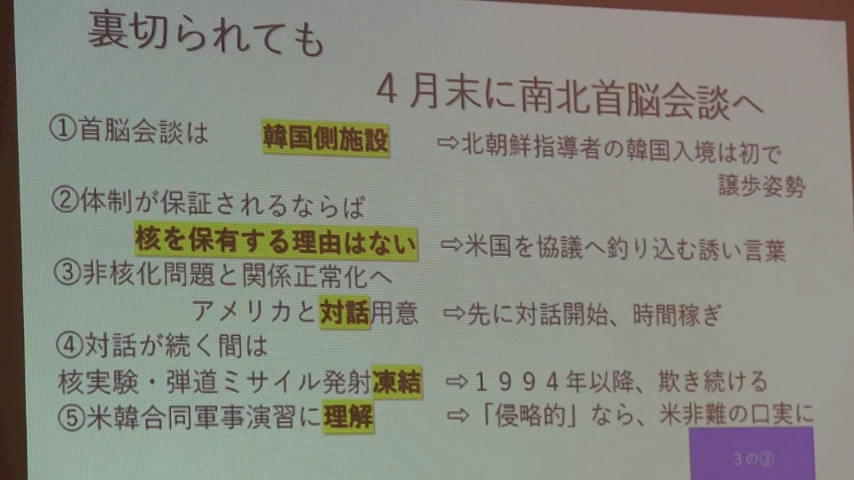 裏切られても
４月末に南北首脳会談へ
①首脳会談は 韓国側施設 ⇨北朝鮮指導者の韓国入境は初で
譲歩姿勢
②体制が保証されるならば
核を保有する理由はない ⇨米国を協議へ釣り込む誘い言葉
③非核化問題と関係正常化へ
アメリカと対話用意 ⇨先に対話開始、時間稼ぎ
④対話が続く間は
核実験・弾道ミサイル発射凍結 ⇨１９９４年以降、欺き続ける
⑤米韓合同軍事演習に理解 ⇨「侵略的」なら、米非難の口実に
３の③